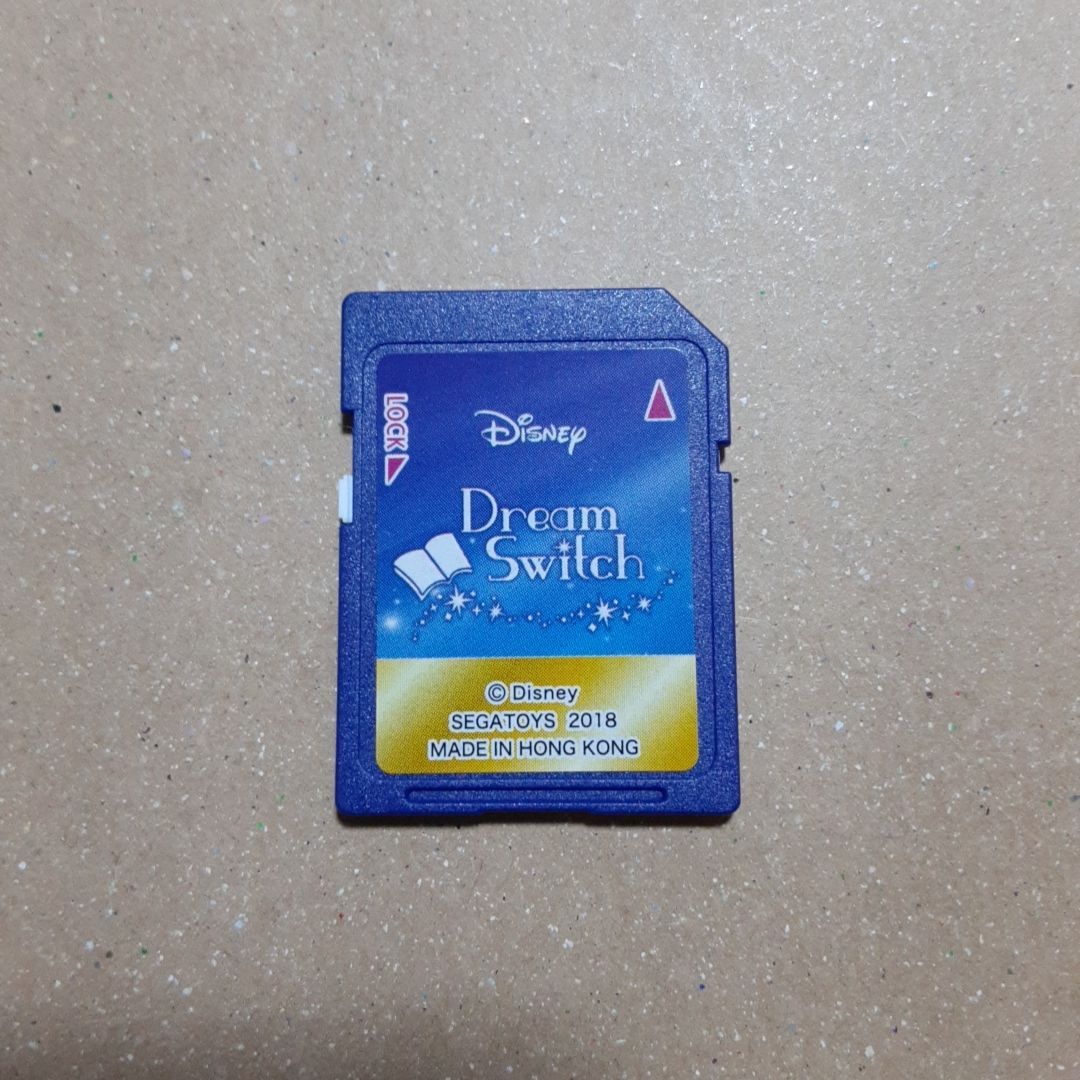 LOCK
Disney
Dream
Switch
© Disney
SEGATOYS 2018
MADE IN HONG KONG